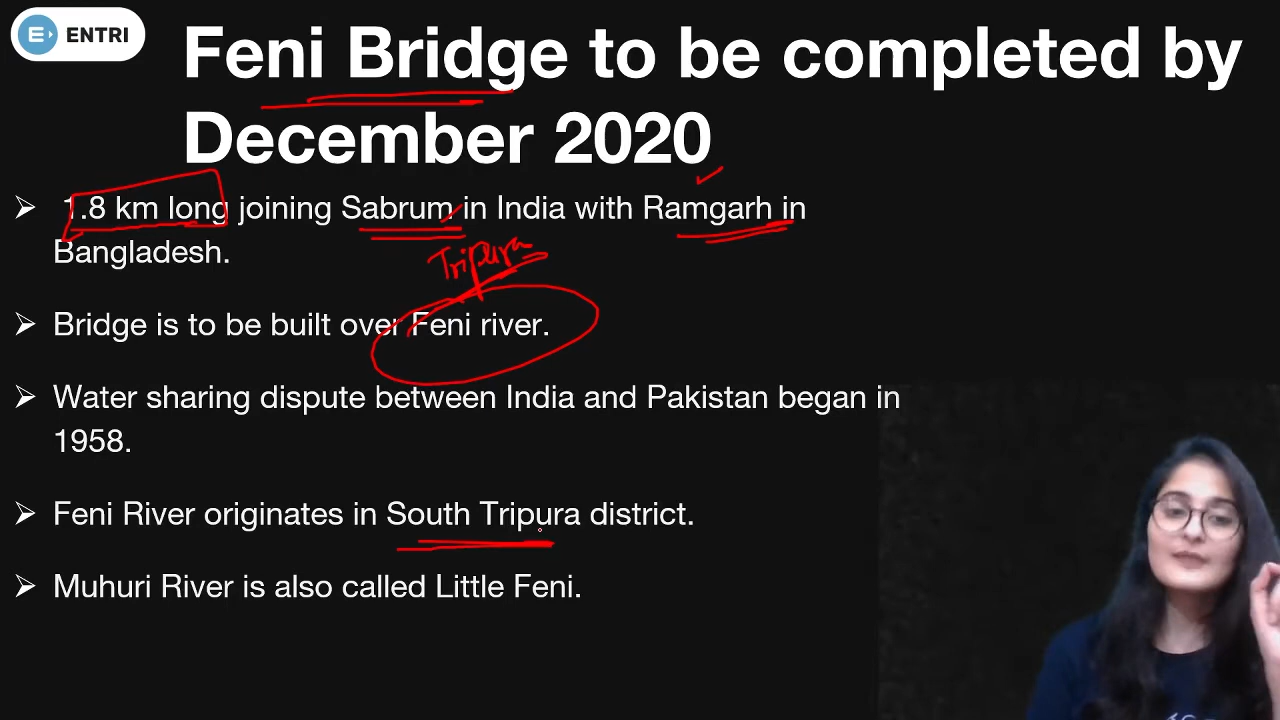 ENTRI
Feni Bridge to be completed by
December 2020
➢ 1.8 km long joining Sabrum in India with Ramgarh in
Bangladesh.
Tripura
➢ Bridge is to be built over Feni river.
➢ Water sharing dispute between India and Pakistan began in
1958.
➢ Feni River originates in South Tripura district.
➢ Muhuri River is also called Little Feni.